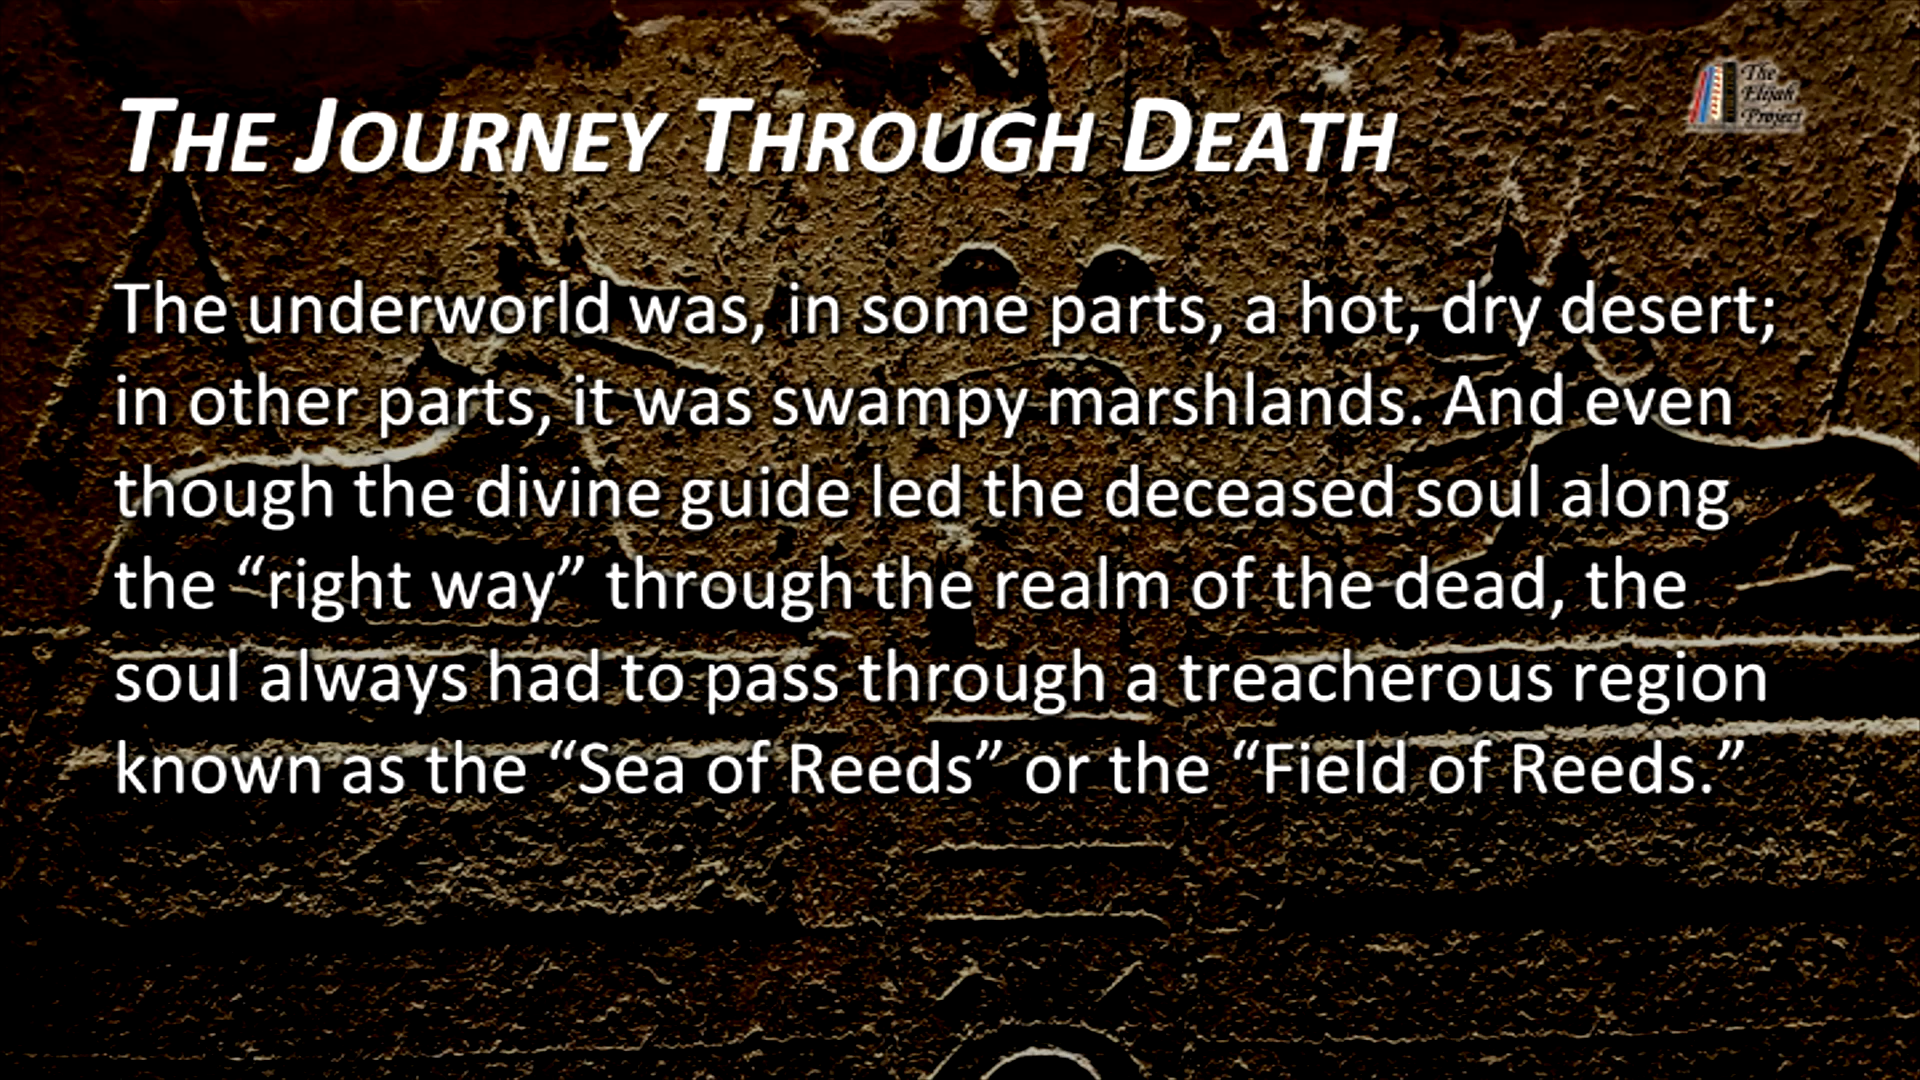 The Journey Through Death
The Elijah Project
The underworld was, in some parts, a hot, dry desert;
in other parts, it was swampy marshlands. And even
though the divine guide led the deceased soul along
the “right way” through the realm of the dead, the
soul always had to pass through a treacherous region
known as the “Sea of Reeds” or the “Field of Reeds.”